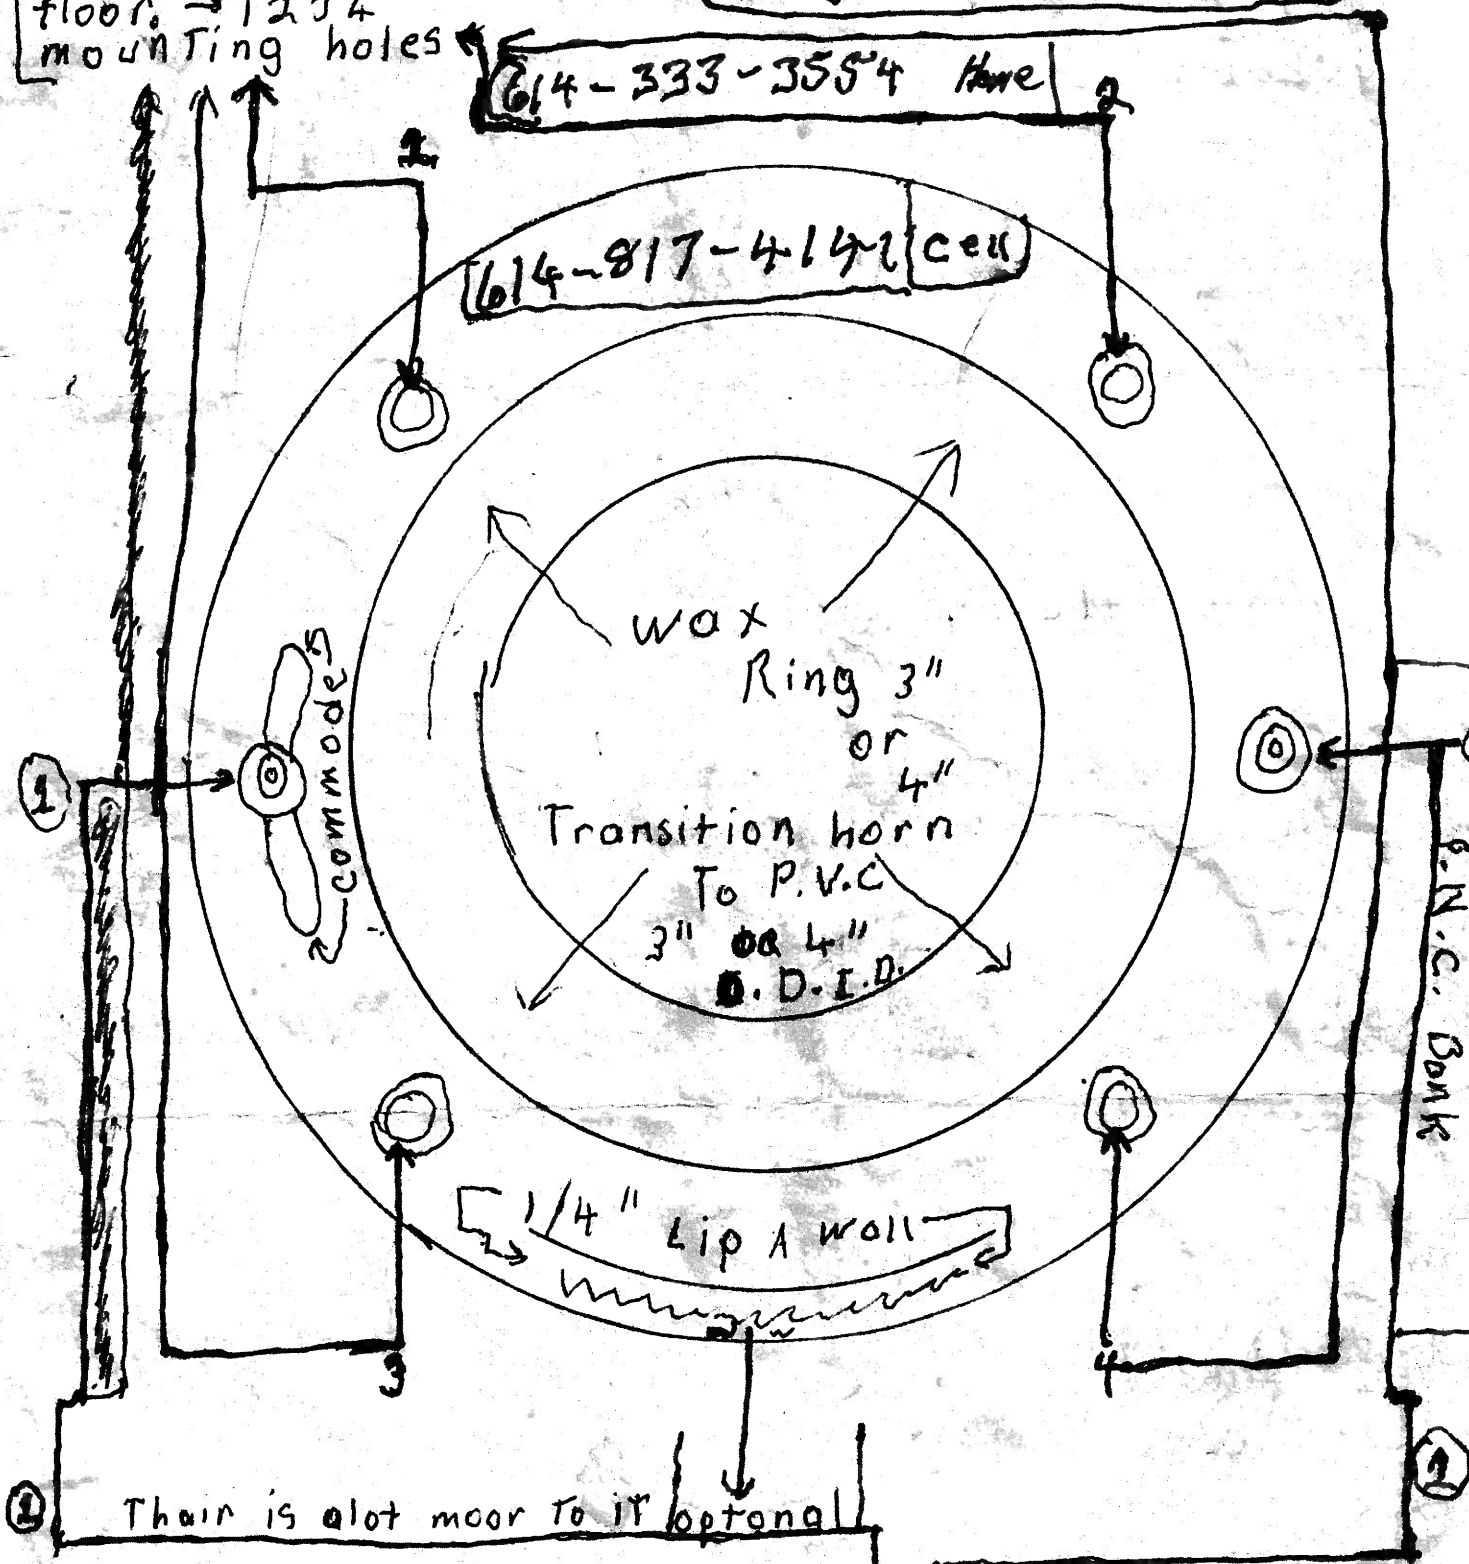 floor. → 1 2 3 4
mounting holes
614-333-3554 Home
2
1
614-817-4141 cell
wax
Ring 3"
or
4"
Transition horn
To P.V.C
3" or 4"
O.D.I.D.
Commodes
1
P.N.C. Bank
1/4" Lip A wall
3
4
1
Thair is alot moor To iT optonal